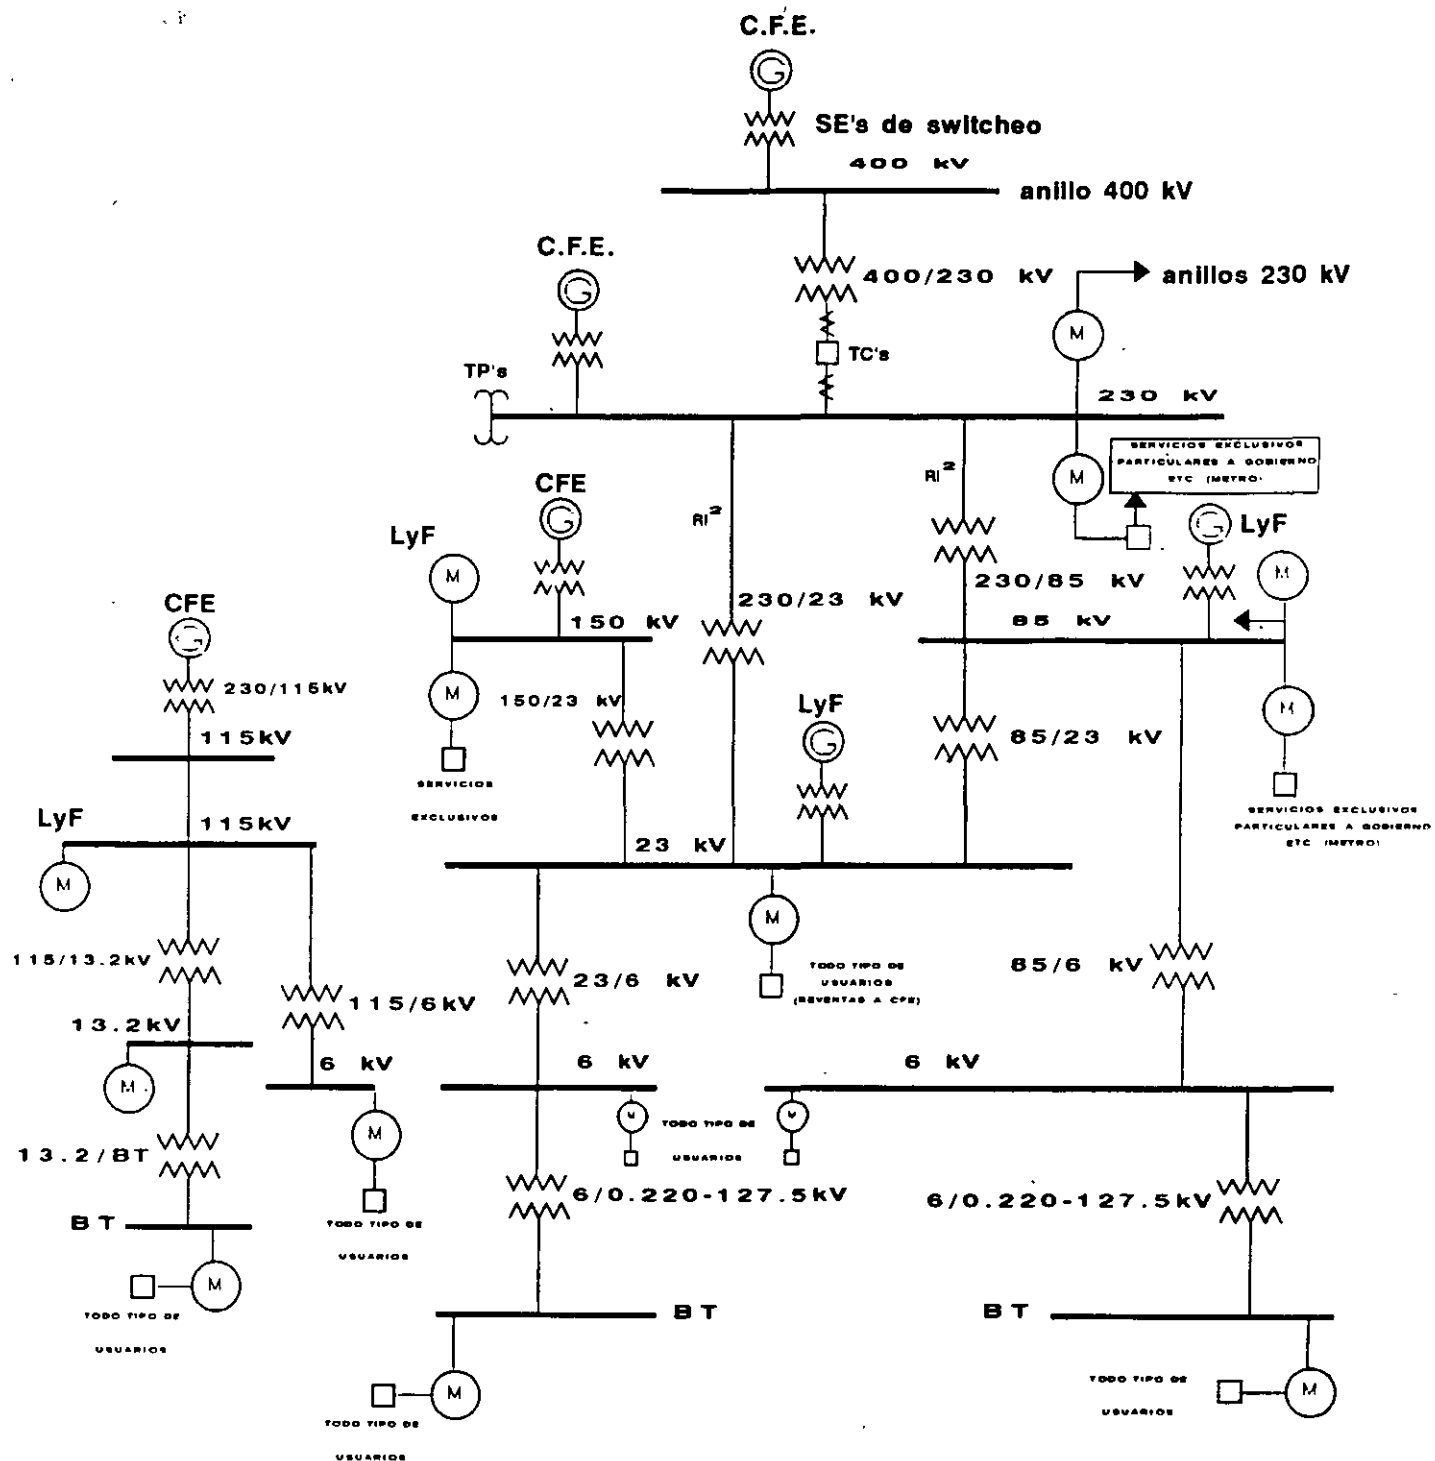 C.F.E.
G
SE's de switcheo
400 kV
anillo 400 kV
C.F.E.
G
400/230 kV
anillos 230 kV
M
TC's
TP's
230 kV
SERVICIOS EXCLUSIVOS
PARTICULARES A GOBIERNO
ETC (METRO)
M
RI²
RI²
CFE
G
LyF
M
G
LyF
M
230/85 kV
230/23 kV
150 kV
85 kV
CFE
G
230/115kV
M
150/23 kV
LyF
G
M
115kV
85/23 kV
SERVICIOS
EXCLUSIVOS
SERVICIOS EXCLUSIVOS
PARTICULARES A GOBIERNO
ETC (METRO)
LyF
115kV
23 kV
M
M
115/13.2kV
23/6 kV
TODO TIPO DE
USUARIOS
(REVENTAS A CFE)
85/6 kV
115/6kV
13.2kV
6 kV
6 kV
6 kV
M
M
M
TODO TIPO DE
USUARIOS
M
M
13.2/BT
6/0.220-127.5kV
6/0.220-127.5kV
BT
TODO TIPO DE
USUARIOS
M
TODO TIPO DE
USUARIOS
BT
BT
M
TODO TIPO DE
USUARIOS
TODO TIPO DE
USUARIOS
M